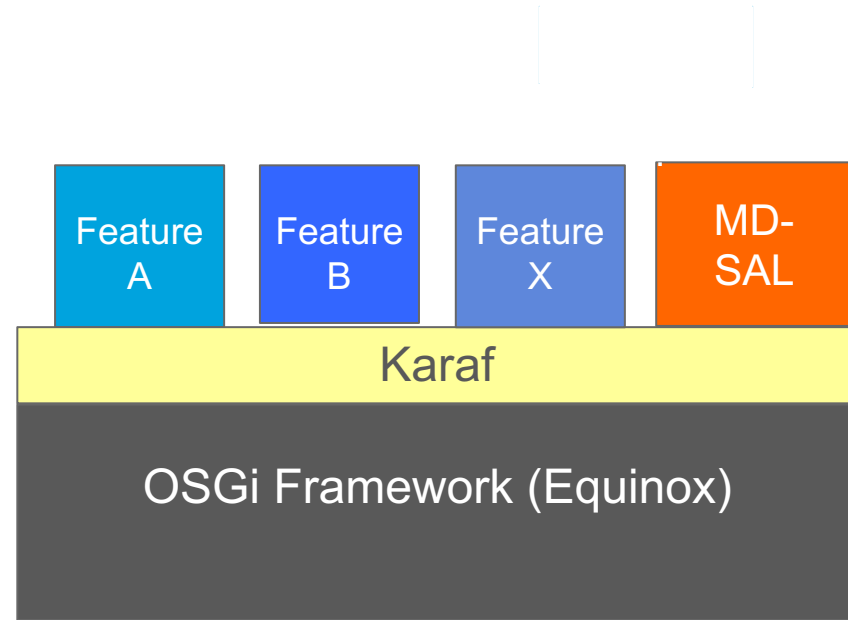 Feature
A
Feature
B
Feature
X
MD-
SAL
Karaf
OSGi Framework (Equinox)